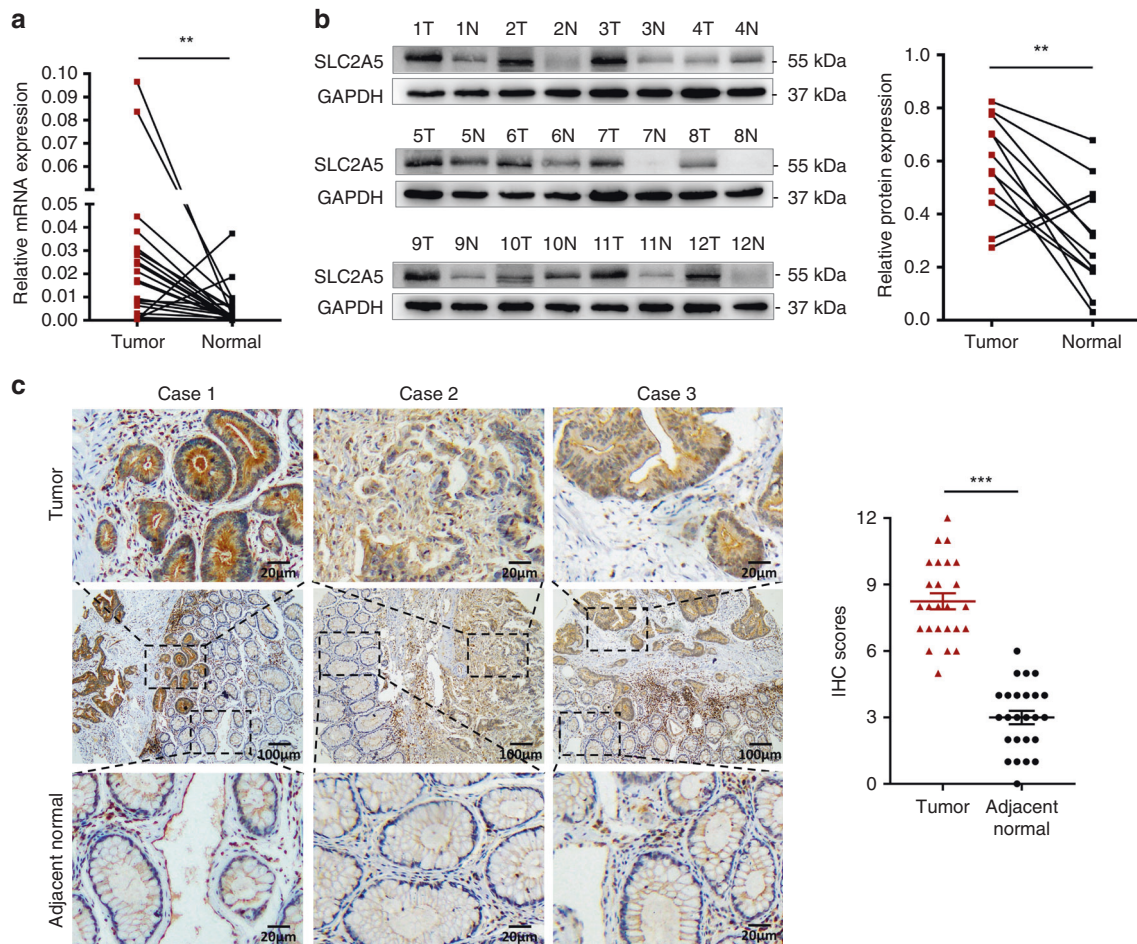 a
**
Relative mRNA expression
0.10
0.09
0.08
0.07
0.06
0.05
0.05
0.04
0.03
0.02
0.01
0.00
Tumor Normal
b
1T 1N 2T 2N 3T 3N 4T 4N
SLC2A5 - 55 kDa
GAPDH - 37 kDa
5T 5N 6T 6N 7T 7N 8T 8N
SLC2A5 - 55 kDa
GAPDH - 37 kDa
9T 9N 10T 10N 11T 11N 12T 12N
SLC2A5 - 55 kDa
GAPDH - 37 kDa
**
Relative protein expression
1.0
0.8
0.6
0.4
0.2
0.0
Tumor Normal
c
Case 1 Case 2 Case 3
Tumor
20μm 20μm 20μm
100μm 100μm 100μm
Adjacent normal
20μm 20μm 20μm
***
IHC scores
12
9
6
3
0
Tumor Adjacent
normal